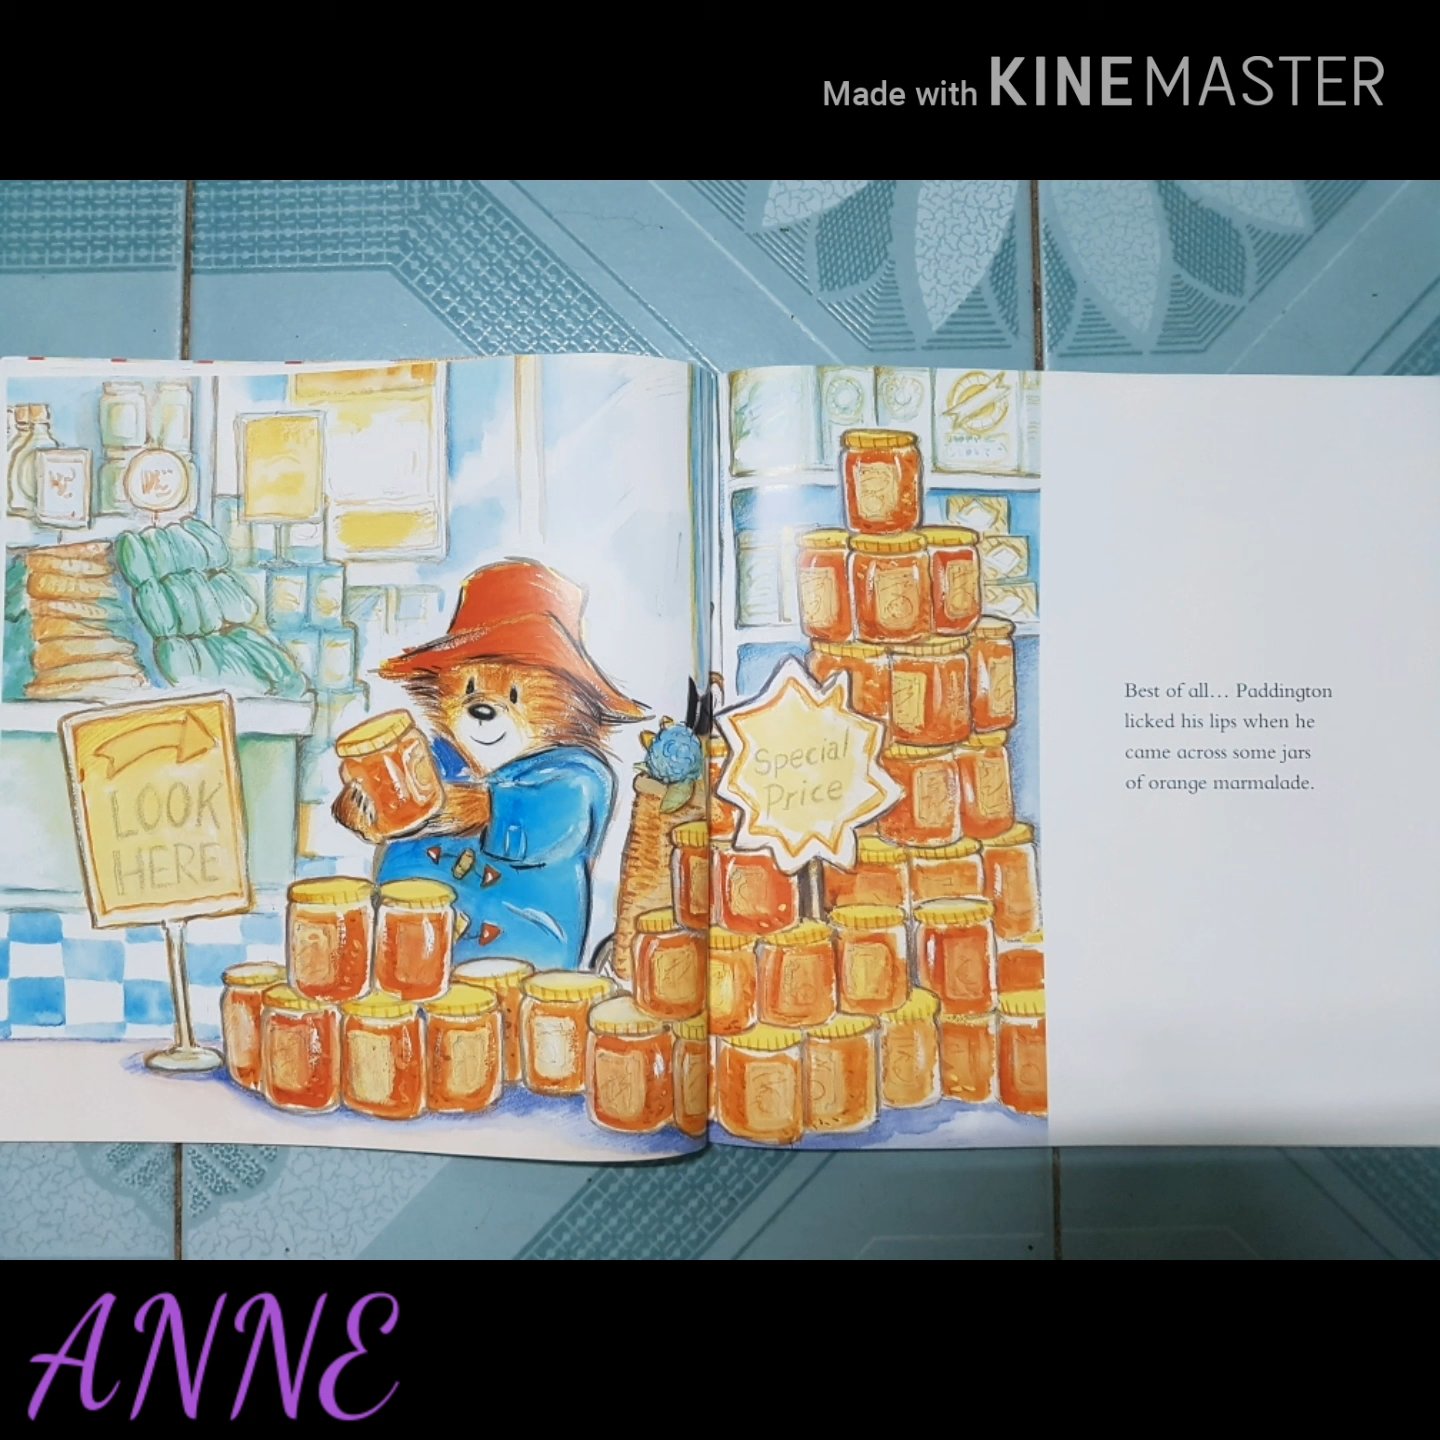 Made with KINEMASTER
LOOK
HERE
Special
Price
Best of all... Paddington
licked his lips when he
came across some jars
of orange marmalade.
ANNE